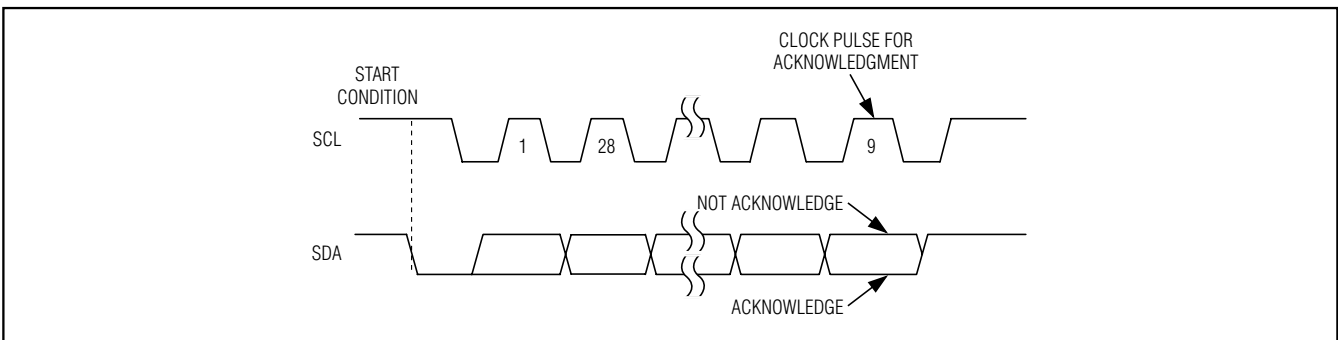 CLOCK PULSE FOR
ACKNOWLEDGMENT
START
CONDITION
SCL
1
28
9
NOT ACKNOWLEDGE
SDA
ACKNOWLEDGE